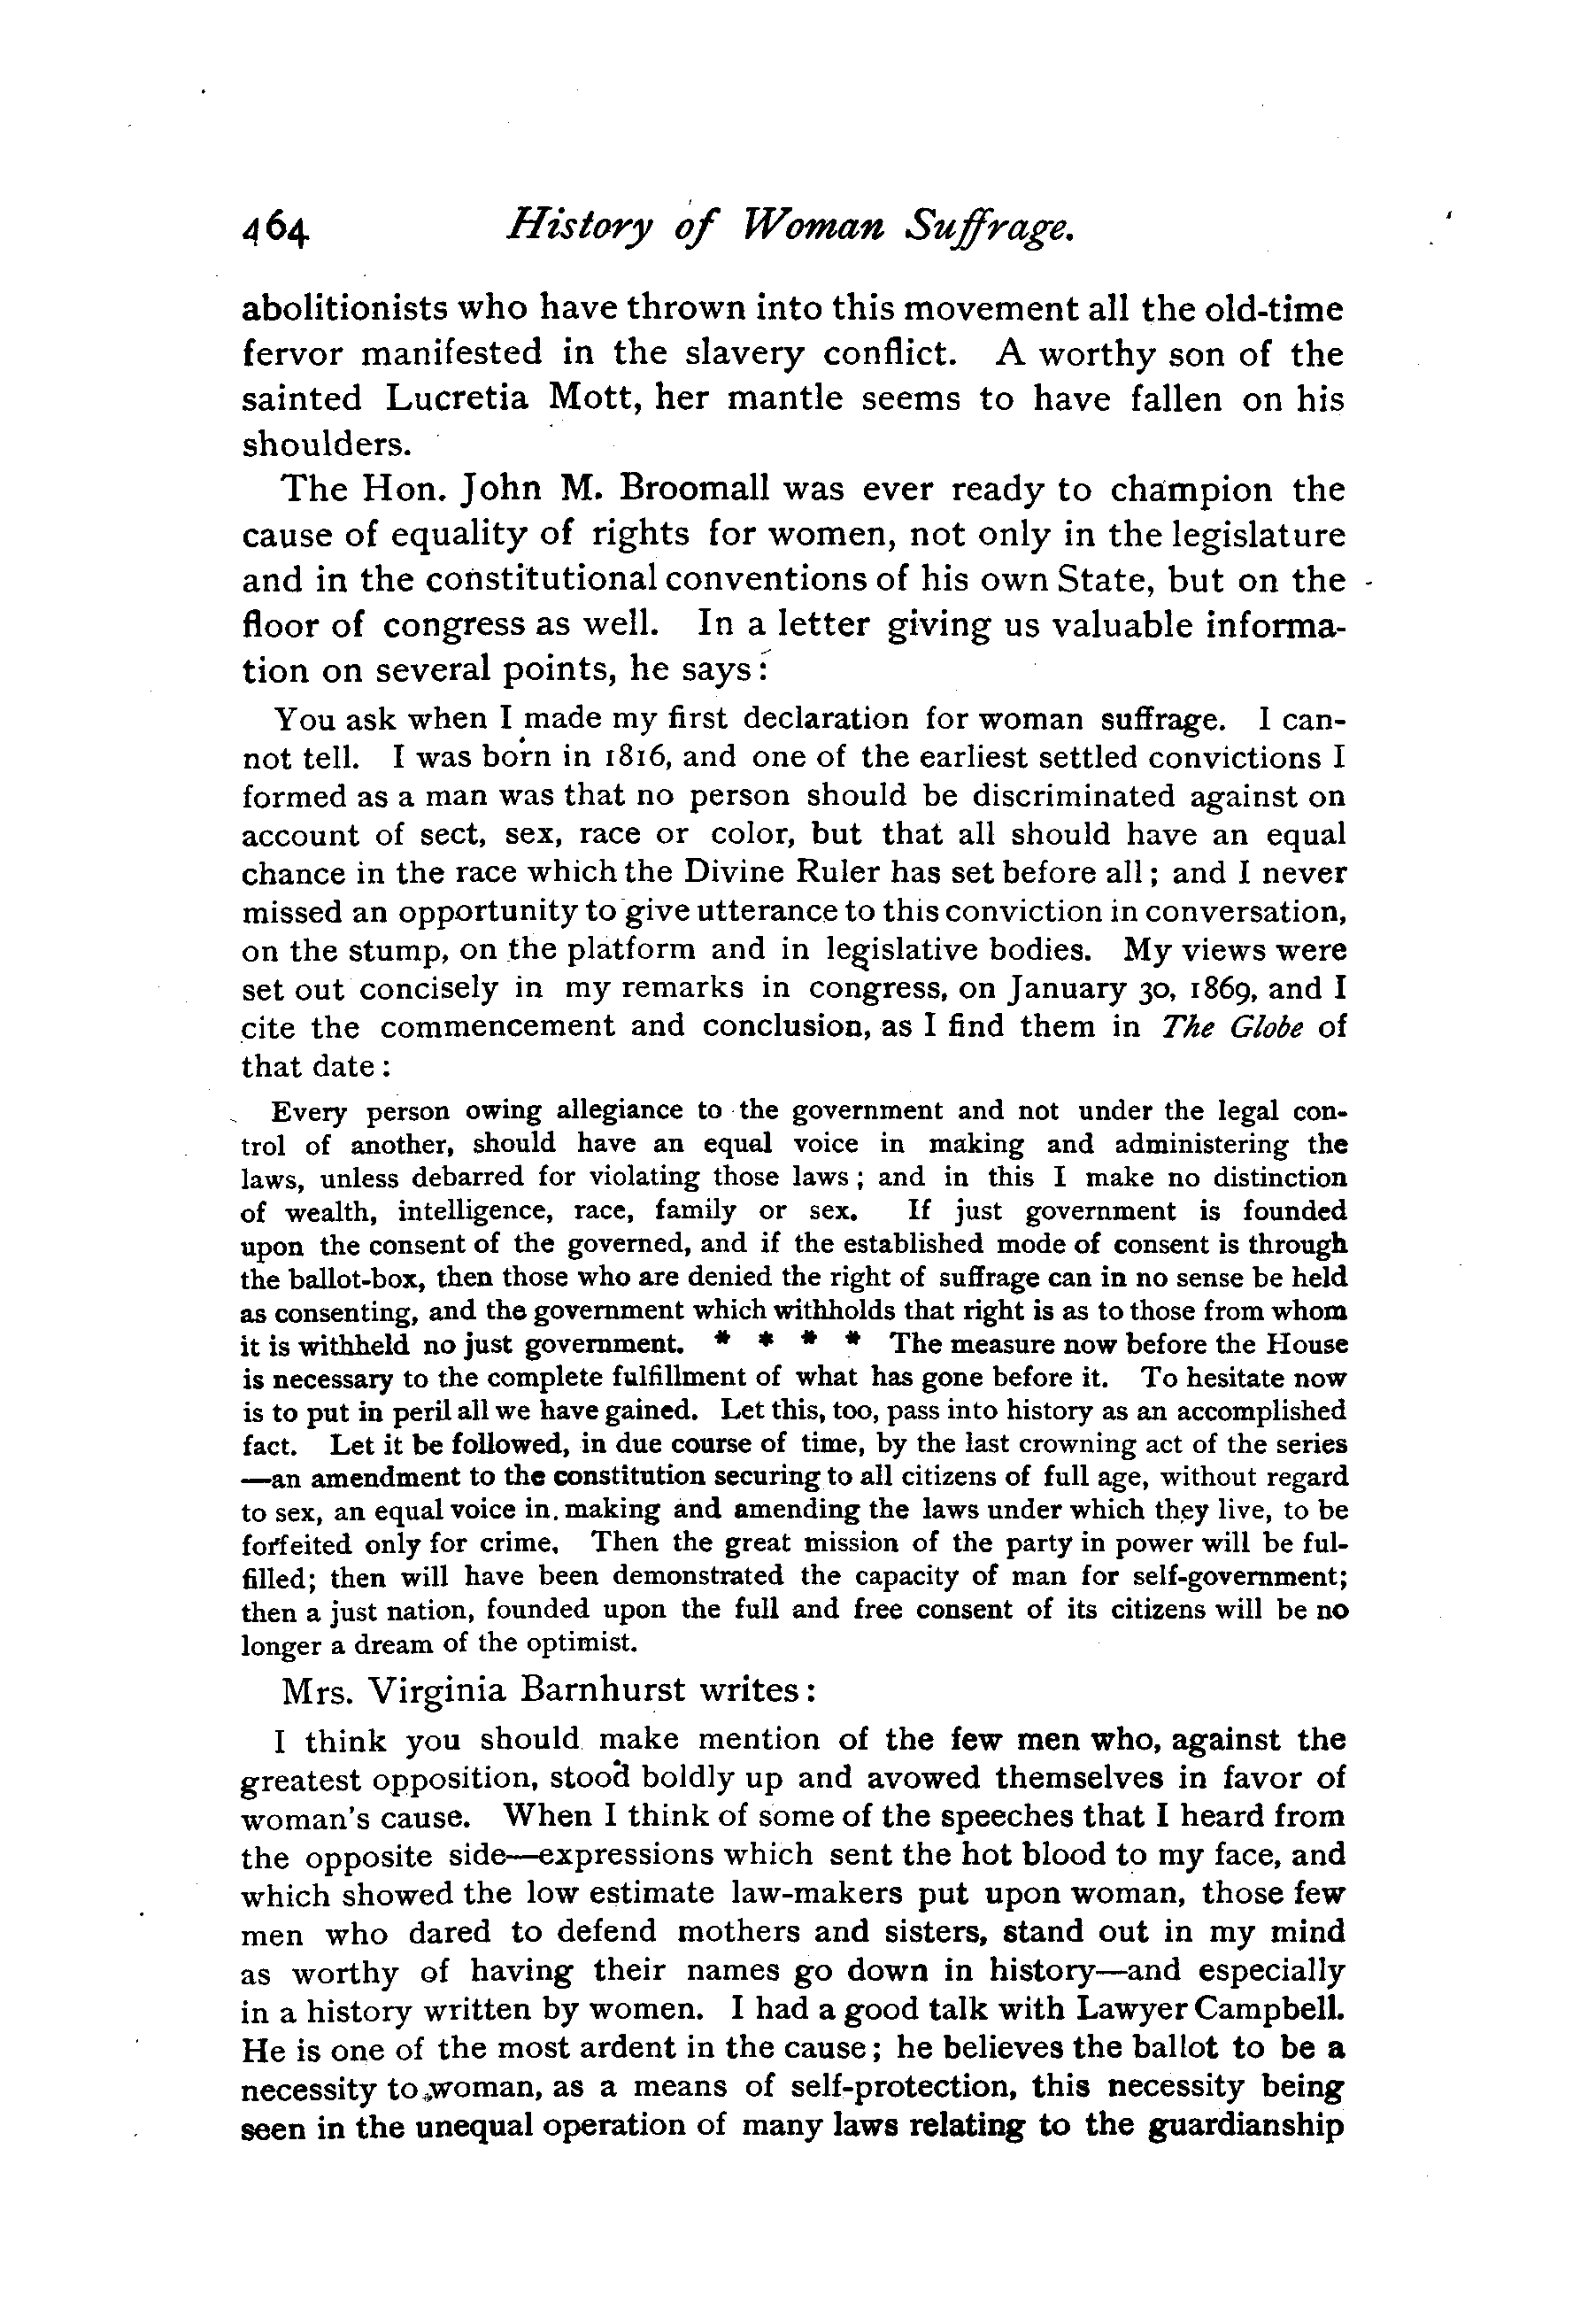 464 History of Woman Suffrage.
abolitionists who have thrown into this movement all the old-time
fervor manifested in the slavery conflict. A worthy son of the
sainted Lucretia Mott, her mantle seems to have fallen on his
shoulders.
The Hon. John M. Broomall was ever ready to champion the
cause of equality of rights for women, not only in the legislature
and in the constitutional conventions of his own State, but on the
floor of congress as well. In a letter giving us valuable informa-
tion on several points, he says:
You ask when I made my first declaration for woman suffrage. I can-
not tell. I was born in 1816, and one of the earliest settled convictions I
formed as a man was that no person should be discriminated against on
account of sect, sex, race or color, but that all should have an equal
chance in the race which the Divine Ruler has set before all; and I never
missed an opportunity to give utterance to this conviction in conversation,
on the stump, on the platform and in legislative bodies. My views were
set out concisely in my remarks in congress, on January 30, 1869, and I
cite the commencement and conclusion, as I find them in The Globe of
that date:
Every person owing allegiance to the government and not under the legal con-
trol of another, should have an equal voice in making and administering the
laws, unless debarred for violating those laws; and in this I make no distinction
of wealth, intelligence, race, family or sex. If just government is founded
upon the consent of the governed, and if the established mode of consent is through
the ballot-box, then those who are denied the right of suffrage can in no sense be held
as consenting, and the government which withholds that right is as to those from whom
it is withheld no just government. * * * * The measure now before the House
is necessary to the complete fulfillment of what has gone before it. To hesitate now
is to put in peril all we have gained. Let this, too, pass into history as an accomplished
fact. Let it be followed, in due course of time, by the last crowning act of the series
—an amendment to the constitution securing to all citizens of full age, without regard
to sex, an equal voice in making and amending the laws under which they live, to be
forfeited only for crime. Then the great mission of the party in power will be ful-
filled; then will have been demonstrated the capacity of man for self-government;
then a just nation, founded upon the full and free consent of its citizens will be no
longer a dream of the optimist.
Mrs. Virginia Barnhurst writes:
I think you should make mention of the few men who, against the
greatest opposition, stood boldly up and avowed themselves in favor of
woman's cause. When I think of some of the speeches that I heard from
the opposite side—expressions which sent the hot blood to my face, and
which showed the low estimate law-makers put upon woman, those few
men who dared to defend mothers and sisters, stand out in my mind
as worthy of having their names go down in history—and especially
in a history written by women. I had a good talk with Lawyer Campbell.
He is one of the most ardent in the cause; he believes the ballot to be a
necessity to woman, as a means of self-protection, this necessity being
seen in the unequal operation of many laws relating to the guardianship